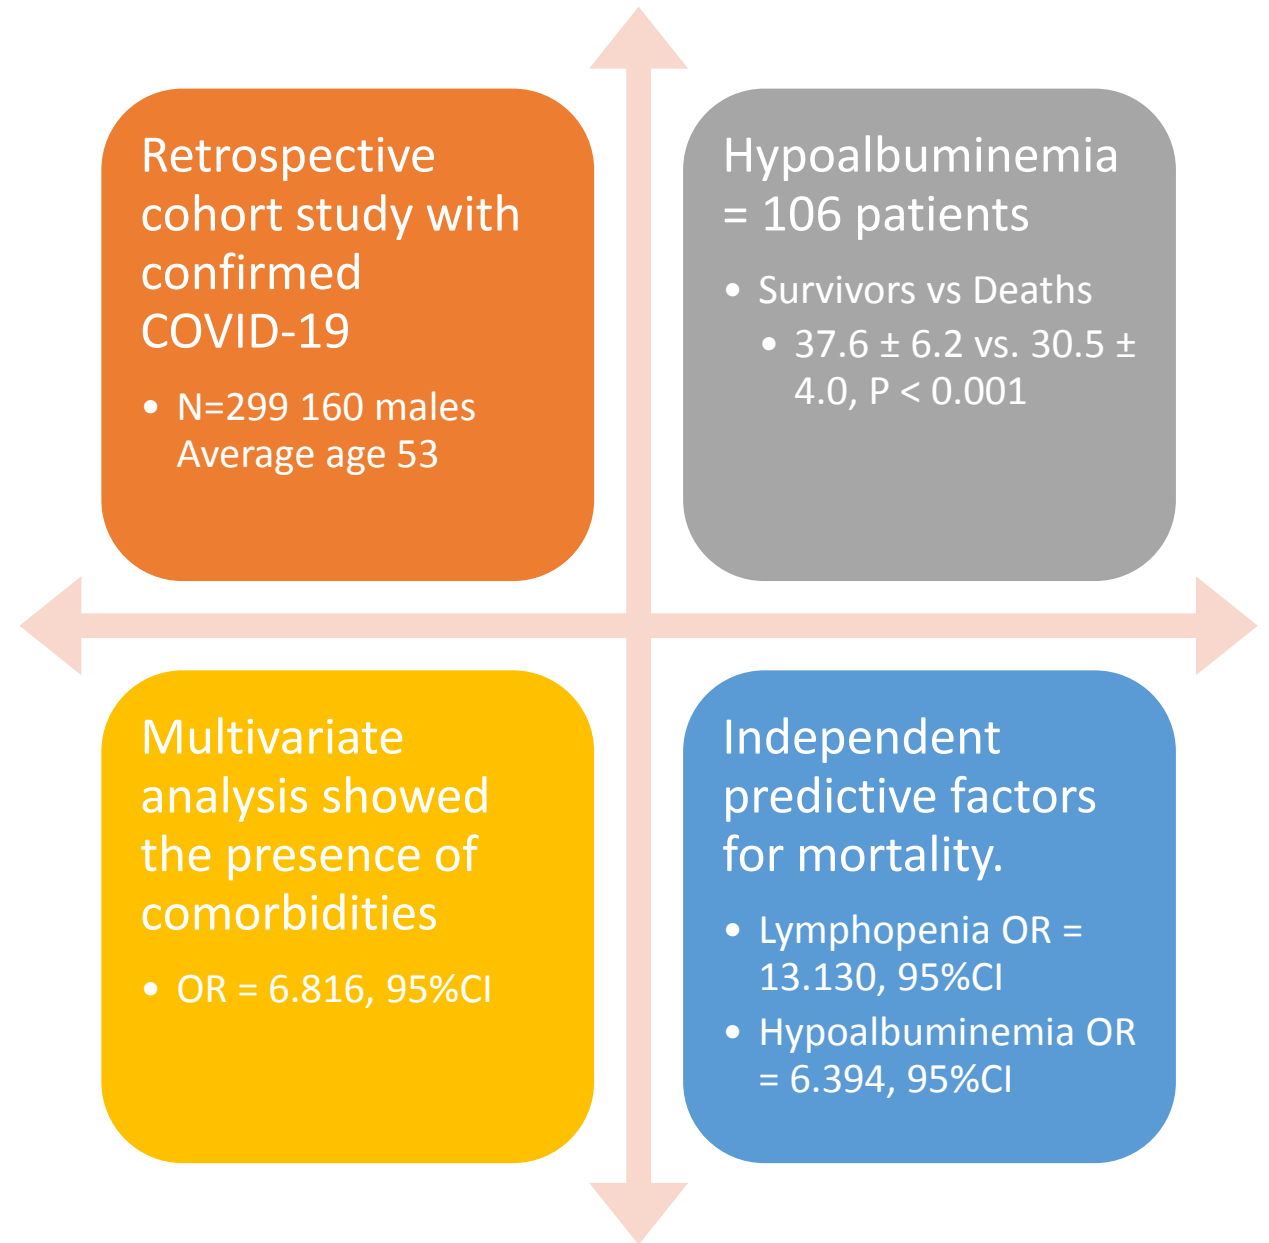 Retrospective
cohort study with
confirmed
COVID-19
• N=299 160 males
Average age 53
Hypoalbuminemia
= 106 patients
• Survivors vs Deaths
• 37.6 ± 6.2 vs. 30.5 ±
4.0, P < 0.001
Multivariate
analysis showed
the presence of
comorbidities
• OR = 6.816, 95%CI
Independent
predictive factors
for mortality.
• Lymphopenia OR =
13.130, 95%CI
• Hypoalbuminemia OR
= 6.394, 95%CI